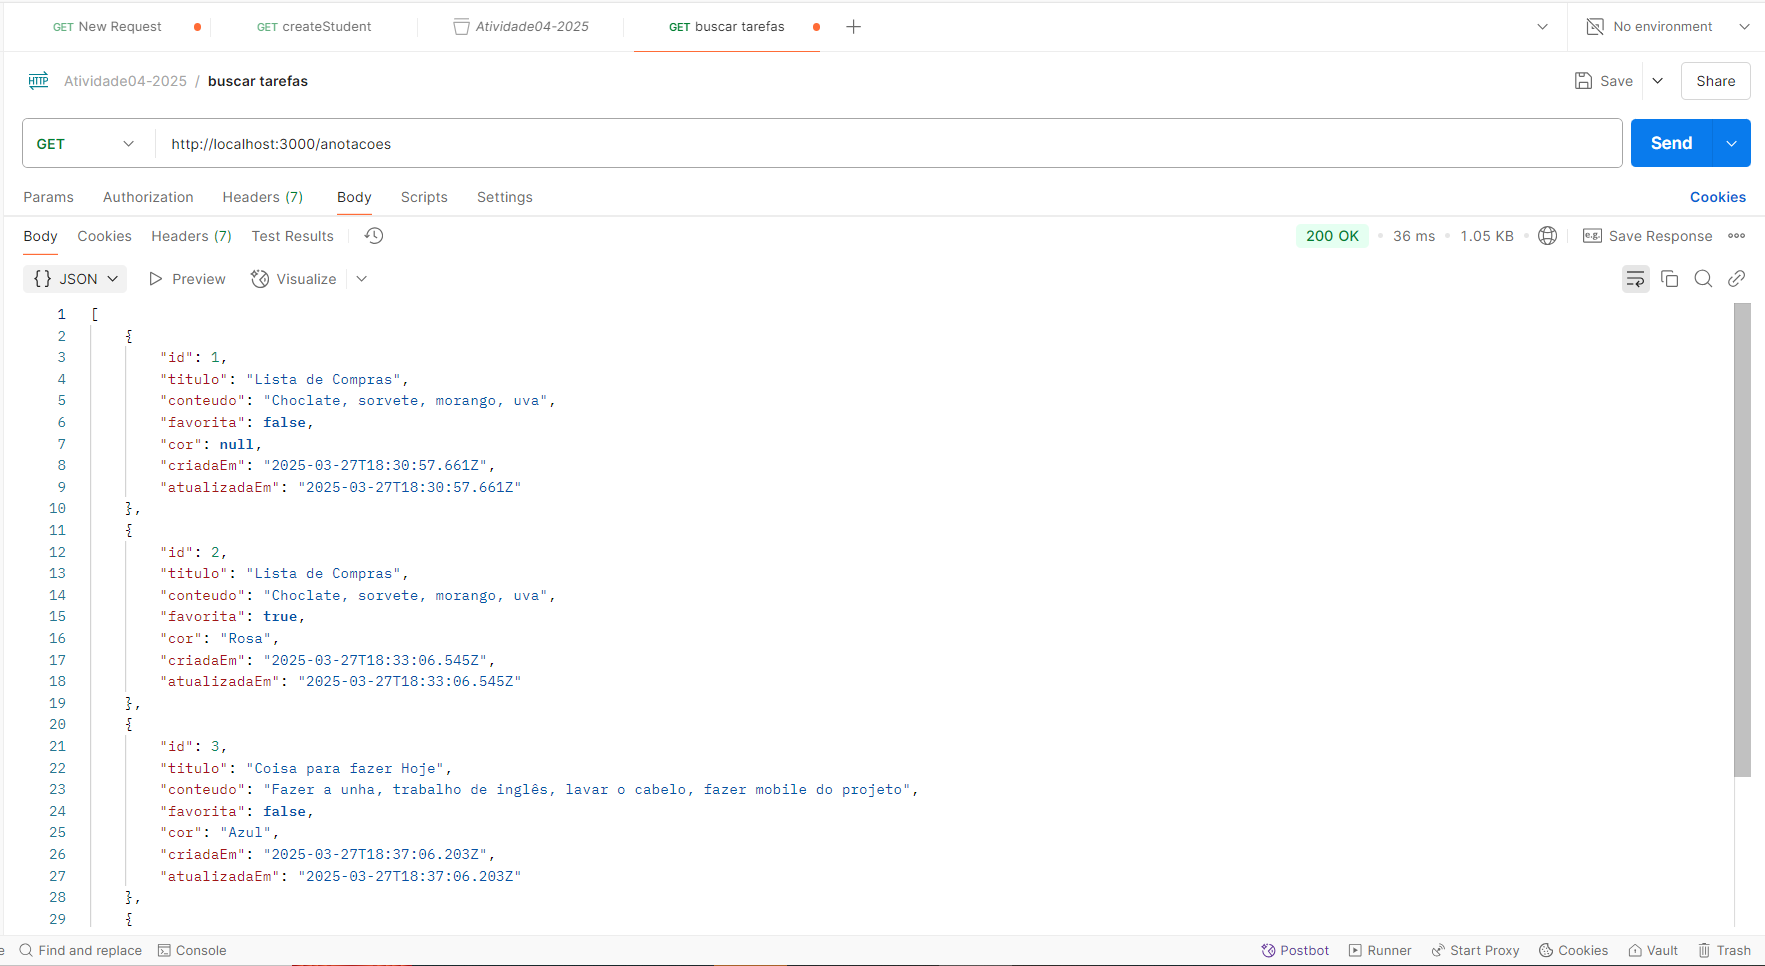 GET New Request GET createStudent Atividade04-2025 GET buscar tarefas No environment
HTTP Atividade04-2025 / buscar tarefas Save Share
GET http://localhost:3000/anotacoes Send
Params Authorization Headers (7) Body Scripts Settings Cookies
Body Cookies Headers (7) Test Results 200 OK 36 ms 1.05 KB e.g. Save Response
{} JSON Preview Visualize
1 [
2 {
3 "id": 1,
4 "titulo": "Lista de Compras",
5 "conteudo": "Choclate, sorvete, morango, uva",
6 "favorita": false,
7 "cor": null,
8 "criadaEm": "2025-03-27T18:30:57.661Z",
9 "atualizadaEm": "2025-03-27T18:30:57.661Z"
10 },
11 {
12 "id": 2,
13 "titulo": "Lista de Compras",
14 "conteudo": "Choclate, sorvete, morango, uva",
15 "favorita": true,
16 "cor": "Rosa",
17 "criadaEm": "2025-03-27T18:33:06.545Z",
18 "atualizadaEm": "2025-03-27T18:33:06.545Z"
19 },
20 {
21 "id": 3,
22 "titulo": "Coisa para fazer Hoje",
23 "conteudo": "Fazer a unha, trabalho de inglês, lavar o cabelo, fazer mobile do projeto",
24 "favorita": false,
25 "cor": "Azul",
26 "criadaEm": "2025-03-27T18:37:06.203Z",
27 "atualizadaEm": "2025-03-27T18:37:06.203Z"
28 },
29 {
Find and replace Console Postbot Runner Start Proxy Cookies Vault Trash